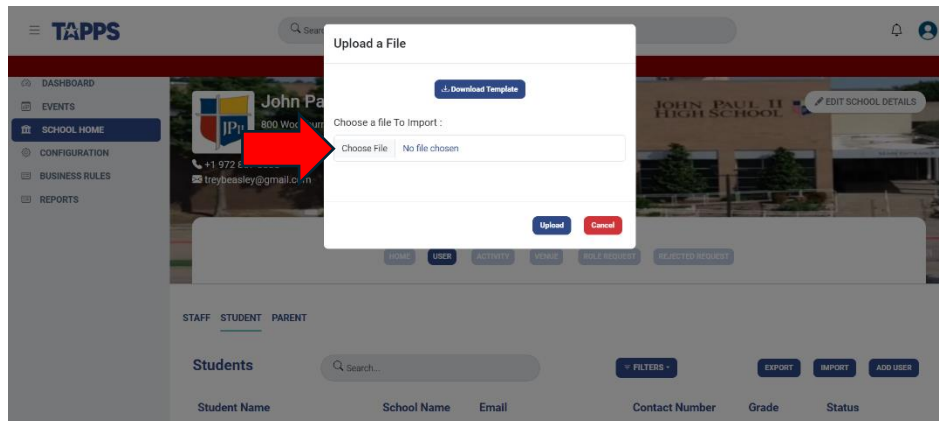 TAPPS
Upload a File
Download Template
Choose a file To Import :
Choose File No file chosen
Upload Cancel
DASHBOARD
EVENTS
SCHOOL HOME
CONFIGURATION
BUSINESS RULES
REPORTS
John Pa
JPII
+1 972
treybeasley@gmail.c
JOHN PAUL II
HIGH SCHOOL
EDIT SCHOOL DETAILS
HOME USER ACTIVITY VENUE ROLE REQUEST REJECTED REQUEST
STAFF STUDENT PARENT
Students
Search...
FILTERS
EXPORT IMPORT ADD USER
Student Name School Name Email Contact Number Grade Status